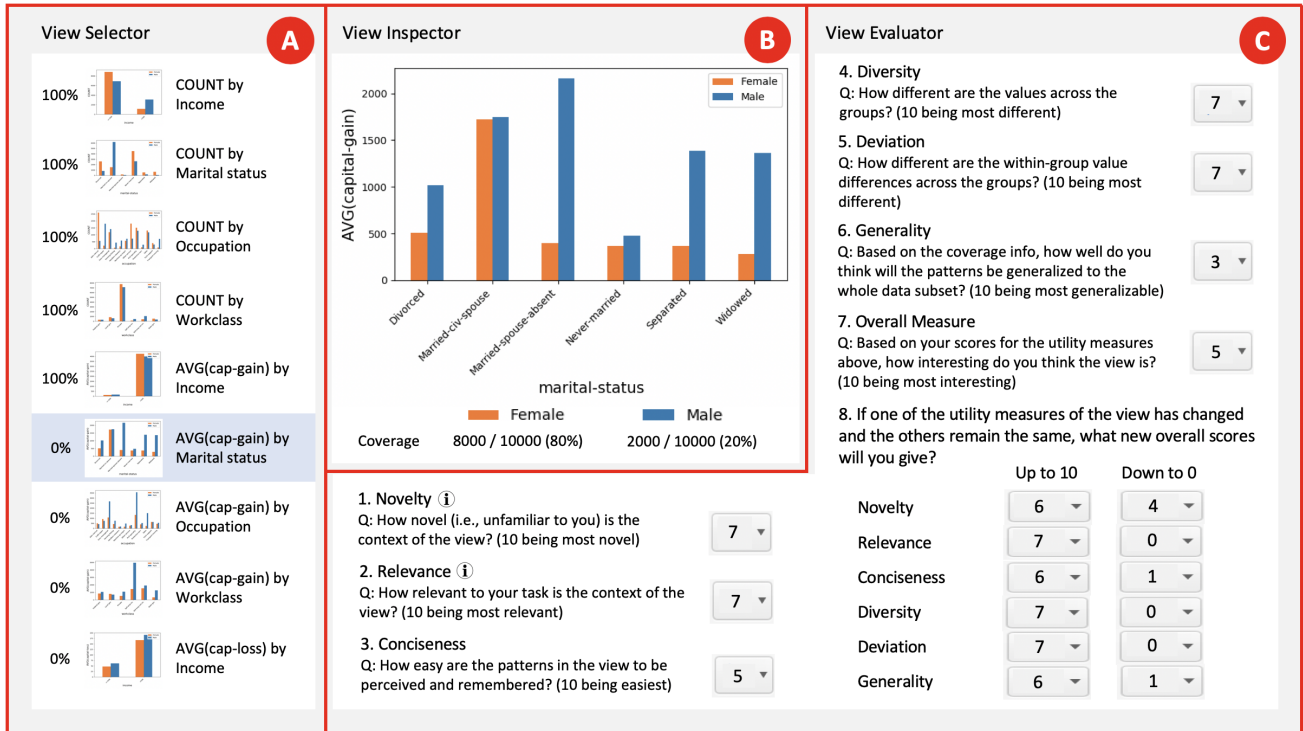 View Selector
A
100%
COUNT by
Income
100%
COUNT by
Marital status
100%
COUNT by
Occupation
100%
COUNT by
Workclass
100%
AVG(cap-gain) by
Income
0%
AVG(cap-gain) by
Marital status
0%
AVG(cap-gain) by
Occupation
0%
AVG(cap-gain) by
Workclass
0%
AVG(cap-loss) by
Income
View Inspector
B
Female
Male
AVG(capital-gain)
2000
1500
1000
500
0
Divorced
Married-civ-spouse
Married-spouse-absent
Never-married
Separated
Widowed
marital-status
Female Male
Coverage 8000 / 10000 (80%) 2000 / 10000 (20%)
1. Novelty i
Q: How novel (i.e., unfamiliar to you) is the
context of the view? (10 being most novel)
7
2. Relevance i
Q: How relevant to your task is the context of the
view? (10 being most relevant)
7
3. Conciseness
Q: How easy are the patterns in the view to be
perceived and remembered? (10 being easiest)
5
View Evaluator
C
4. Diversity
Q: How different are the values across the
groups? (10 being most different)
7
5. Deviation
Q: How different are the within-group value
differences across the groups? (10 being most
different)
7
6. Generality
Q: Based on the coverage info, how well do you
think will the patterns be generalized to the
whole data subset? (10 being most generalizable)
3
7. Overall Measure
Q: Based on your scores for the utility measures
above, how interesting do you think the view is?
(10 being most interesting)
5
8. If one of the utility measures of the view has changed
and the others remain the same, what new overall scores
will you give?
Up to 10 Down to 0
Novelty 6 4
Relevance 7 0
Conciseness 6 1
Diversity 7 0
Deviation 7 0
Generality 6 1